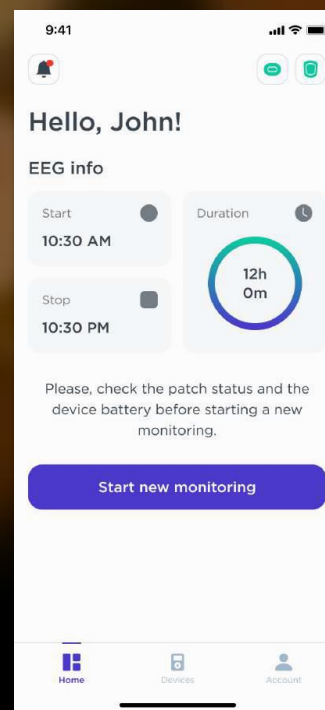 9:41
Hello, John!
EEG info
Start
10:30 AM
Stop
10:30 PM
Duration
12h
0m
Please, check the patch status and the
device battery before starting a new
monitoring.
Start new monitoring
Home
Devices
Account